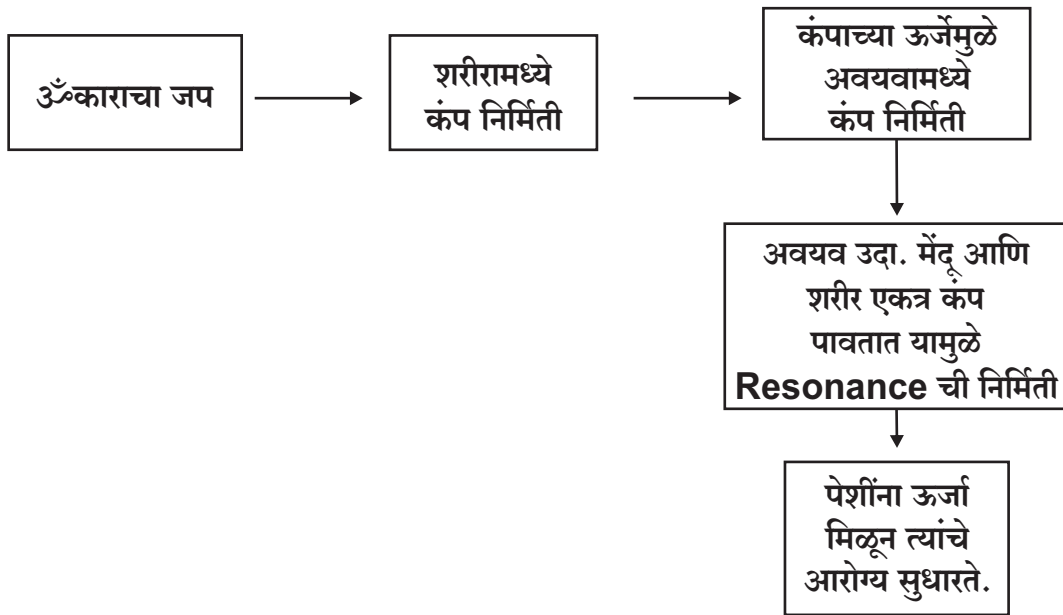 ॐकाराचा जप
शरीरामध्ये
कंप निर्मिती
कंपाच्या ऊर्जेमुळे
अवयवामध्ये
कंप निर्मिती
अवयव उदा. मेंदू आणि
शरीर एकत्र कंप
पावतात यामुळे
Resonance ची निर्मिती
पेशींना ऊर्जा
मिळून त्यांचे
आरोग्य सुधारते.